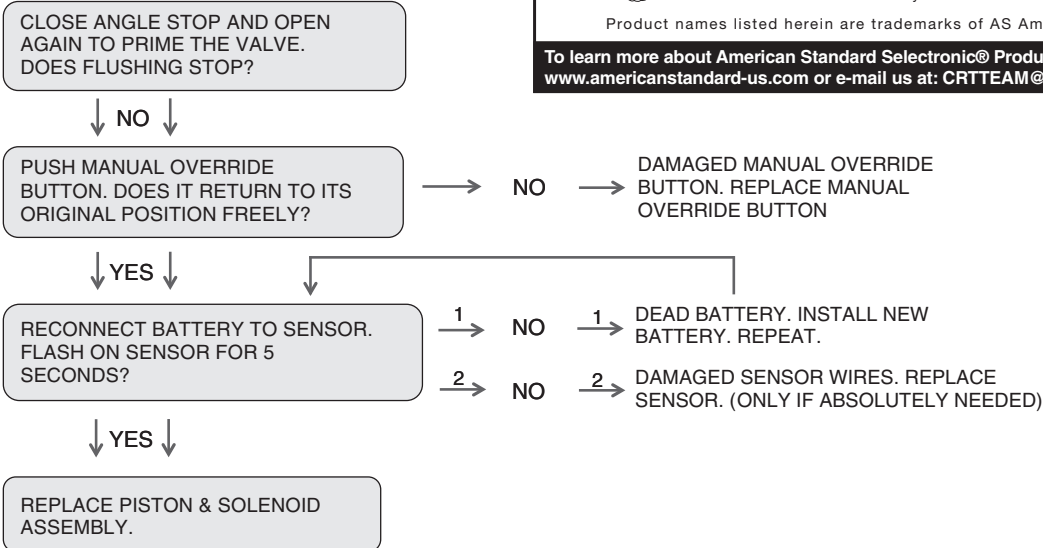 Product names listed herein are trademarks of AS Am
To learn more about American Standard Selectronic® Produ
www.americanstandard-us.com or e-mail us at: CRTTEAM@
CLOSE ANGLE STOP AND OPEN
AGAIN TO PRIME THE VALVE.
DOES FLUSHING STOP?
NO
PUSH MANUAL OVERRIDE
BUTTON. DOES IT RETURN TO ITS
ORIGINAL POSITION FREELY?
NO
DAMAGED MANUAL OVERRIDE
BUTTON. REPLACE MANUAL
OVERRIDE BUTTON
YES
RECONNECT BATTERY TO SENSOR.
FLASH ON SENSOR FOR 5
SECONDS?
1
NO
1
DEAD BATTERY. INSTALL NEW
BATTERY. REPEAT.
2
NO
2
DAMAGED SENSOR WIRES. REPLACE
SENSOR. (ONLY IF ABSOLUTELY NEEDED)
YES
REPLACE PISTON & SOLENOID
ASSEMBLY.